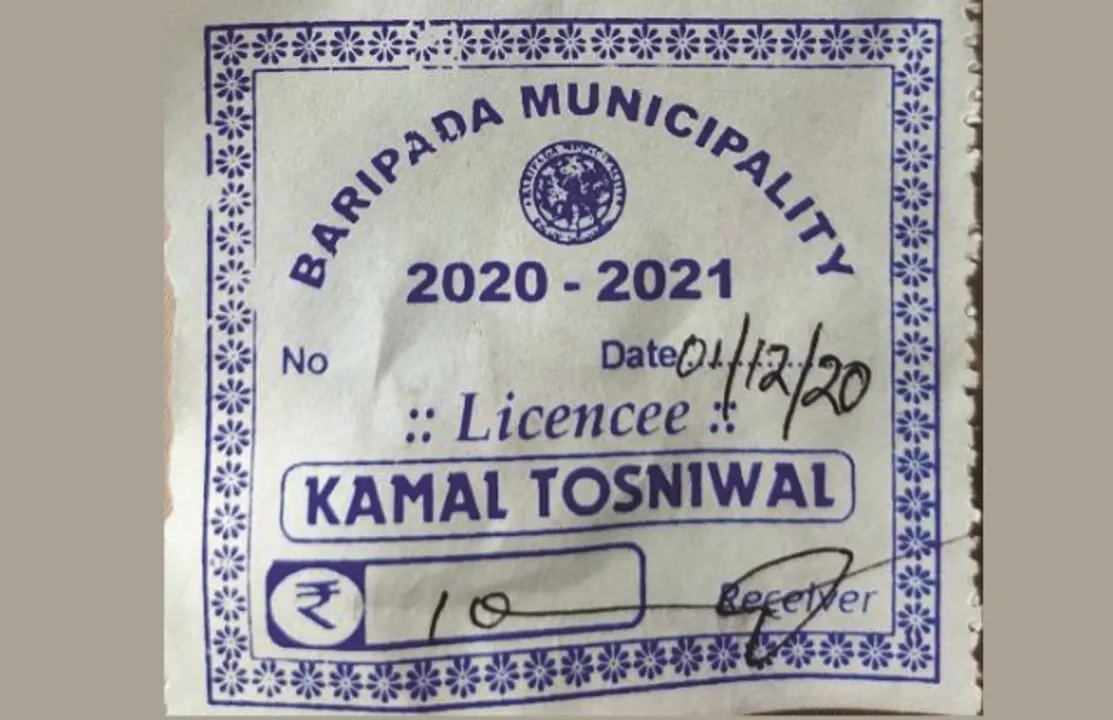 BARIPADA MUNICIPALITY
2020 - 2021
No Date 01/12/20
:: Licencee ::
KAMAL TOSNIWAL
₹ 10 Receiver